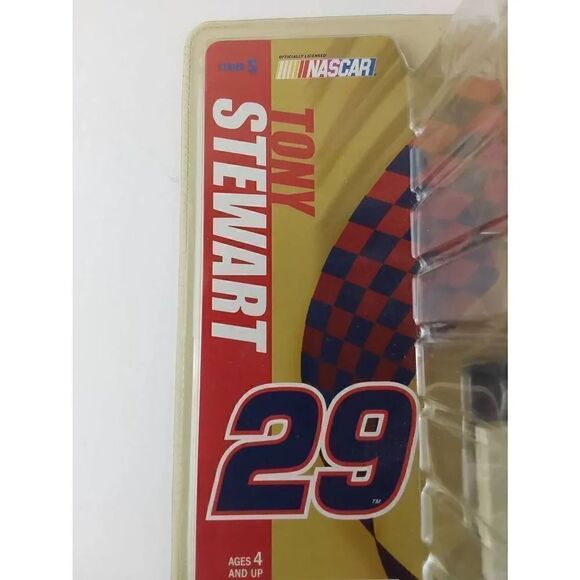 SERIES 5
OFFICIALLY LICENSED
NASCAR
TONY
STEWART
29
TM
AGES 4
AND UP